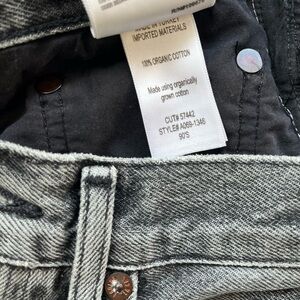 MADE IN TURKEY
IMPORTED MATERIALS
100% ORGANIC COTTON
Made using organically
grown cotton
CUT# 57442
STYLE# A069-1346
90'S